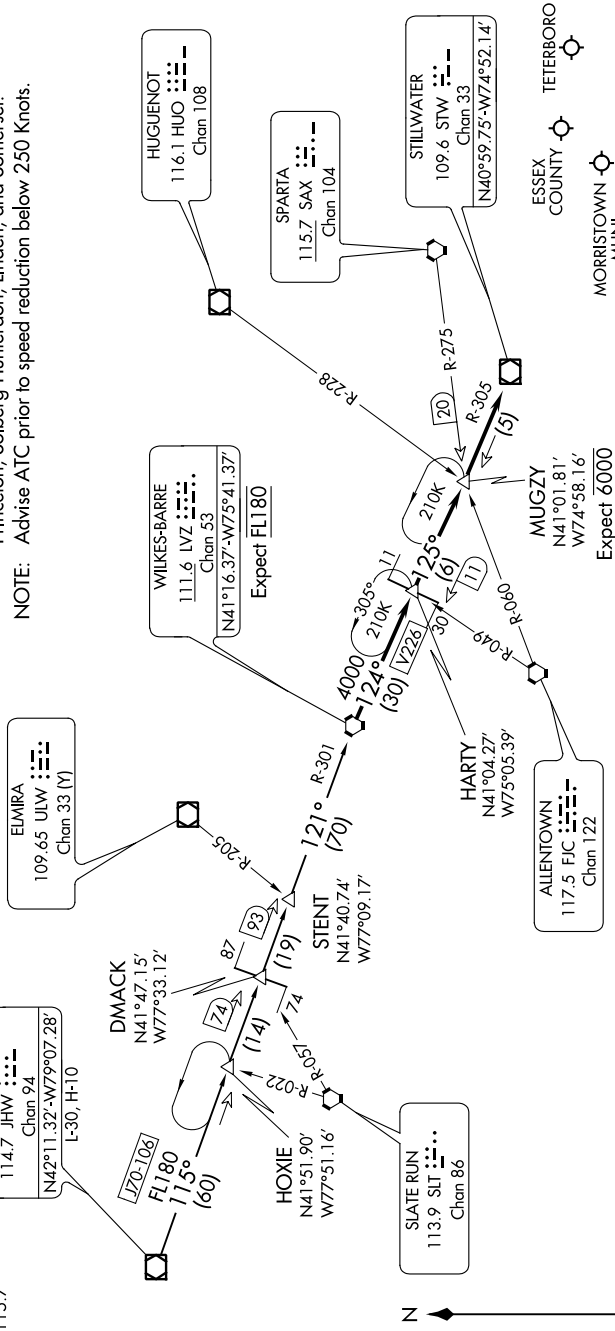 NOTE: Advise ATC prior to speed reduction below 250 Knots.
HUGUENOT
116.1 HUO
Chan 108
SPARTA
115.7 SAX
Chan 104
STILLWATER
109.6 STW
Chan 33
N40°59.75'-W74°52.14'
ESSEX
COUNTY
TETERBORO
MORRISTOWN
WILKES-BARRE
111.6 LVZ
Chan 53
N41°16.37'-W75°41.37'
Expect FL180
ELMIRA
109.65 ULW
Chan 33 (Y)
114.7 JHW
Chan 94
N42°11.32'-W79°07.28'
L-30, H-10
J70-106
FL180
115°
(60)
HOXIE
N41°51.90'
W77°51.16'
R-022
R-057
74
(14)
74
DMACK
N41°47.15'
W77°33.12'
87
93
(19)
R-205
STENT
N41°40.74'
W77°09.17'
121°
(70)
R-301
4000
124°
(30)
V226
305°
210K
11
30
HARTY
N41°04.27'
W75°05.39'
R-049
125°
(6)
11
210K
R-060
R-228
20
R-275
R-305
(5)
MUGZY
N41°01.81'
W74°58.16'
Expect 6000
ALLENTOWN
117.5 FJC
Chan 122
SLATE RUN
113.9 SLT
Chan 86
N